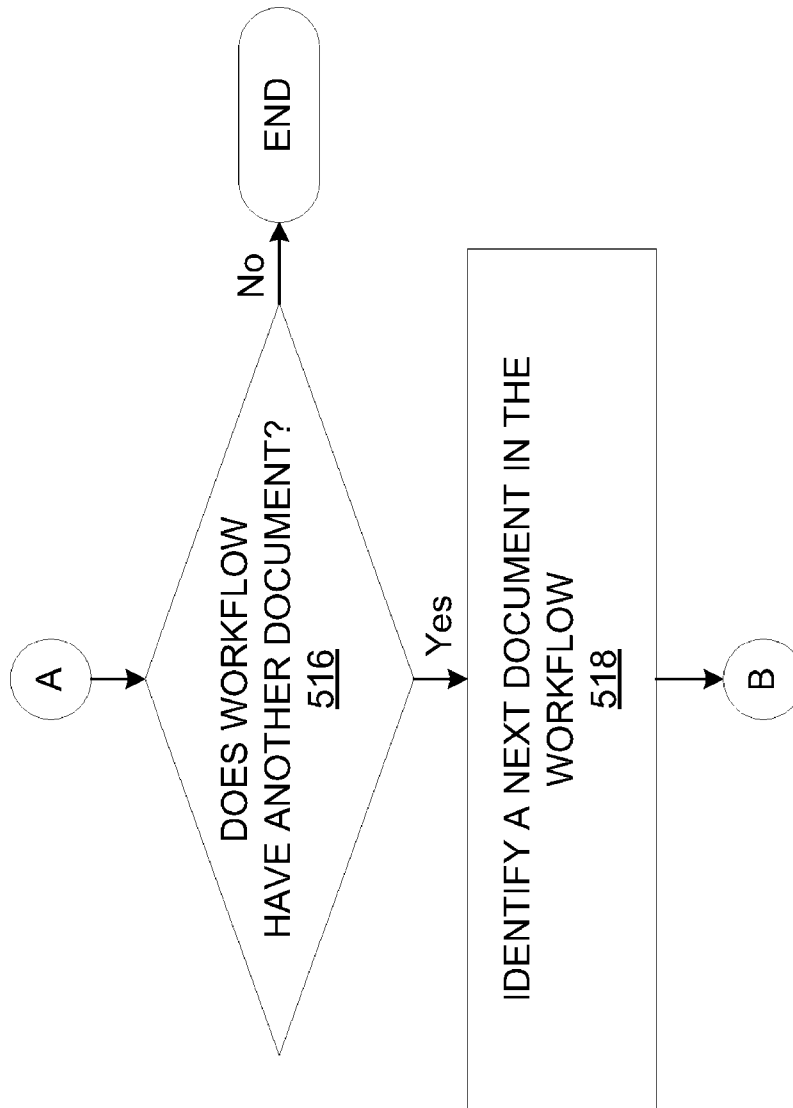 A
DOES WORKFLOW
HAVE ANOTHER DOCUMENT?
516
No
END
Yes
IDENTIFY A NEXT DOCUMENT IN THE
WORKFLOW
518
B